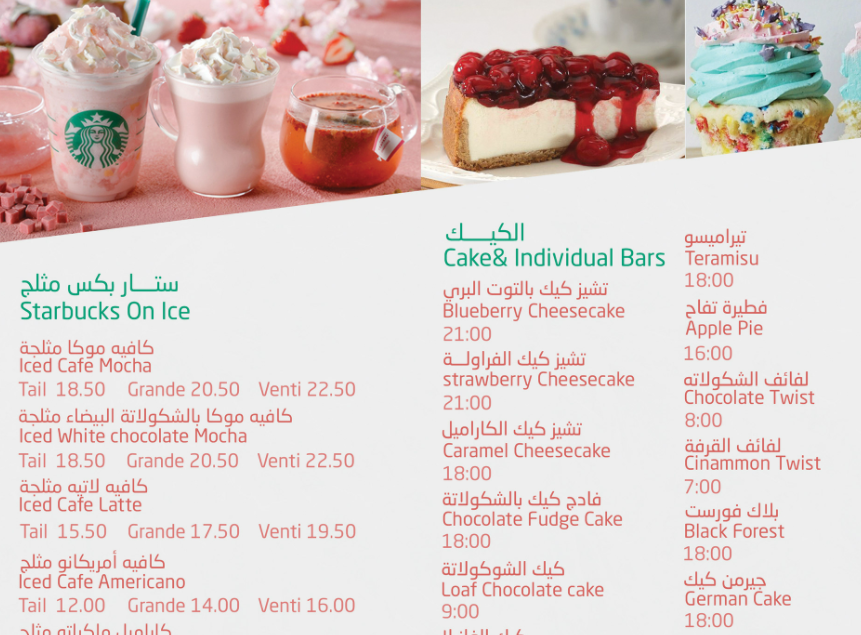 ستـــار بكس مثلج
Starbucks On Ice
كافيه موكا مثلجة
Iced Cafe Mocha
Tail 18.50 Grande 20.50 Venti 22.50
كافيه موكا بالشكولاتة البيضاء مثلجة
Iced White chocolate Mocha
Tail 18.50 Grande 20.50 Venti 22.50
كافيه لاتيه مثلجة
Iced Cafe Latte
Tail 15.50 Grande 17.50 Venti 19.50
كافيه أمريكانو مثلج
Iced Cafe Americano
Tail 12.00 Grande 14.00 Venti 16.00
الكيـــــك
Cake& Individual Bars
تشيز كيك بالتوت البري
Blueberry Cheesecake
21:00
تشيز كيك الفراولـــة
strawberry Cheesecake
21:00
تشيز كيك الكاراميل
Caramel Cheesecake
18:00
فادج كيك بالشكولاتة
Chocolate Fudge Cake
18:00
كيك الشوكولاتة
Loaf Chocolate cake
9:00
تيراميسو
Teramisu
18:00
فطيرة تفاح
Apple Pie
16:00
لفائف الشكولاته
Chocolate Twist
8:00
لفائف القرفة
Cinammon Twist
7:00
بلاك فورست
Black Forest
18:00
جيرمن كيك
German Cake
18:00